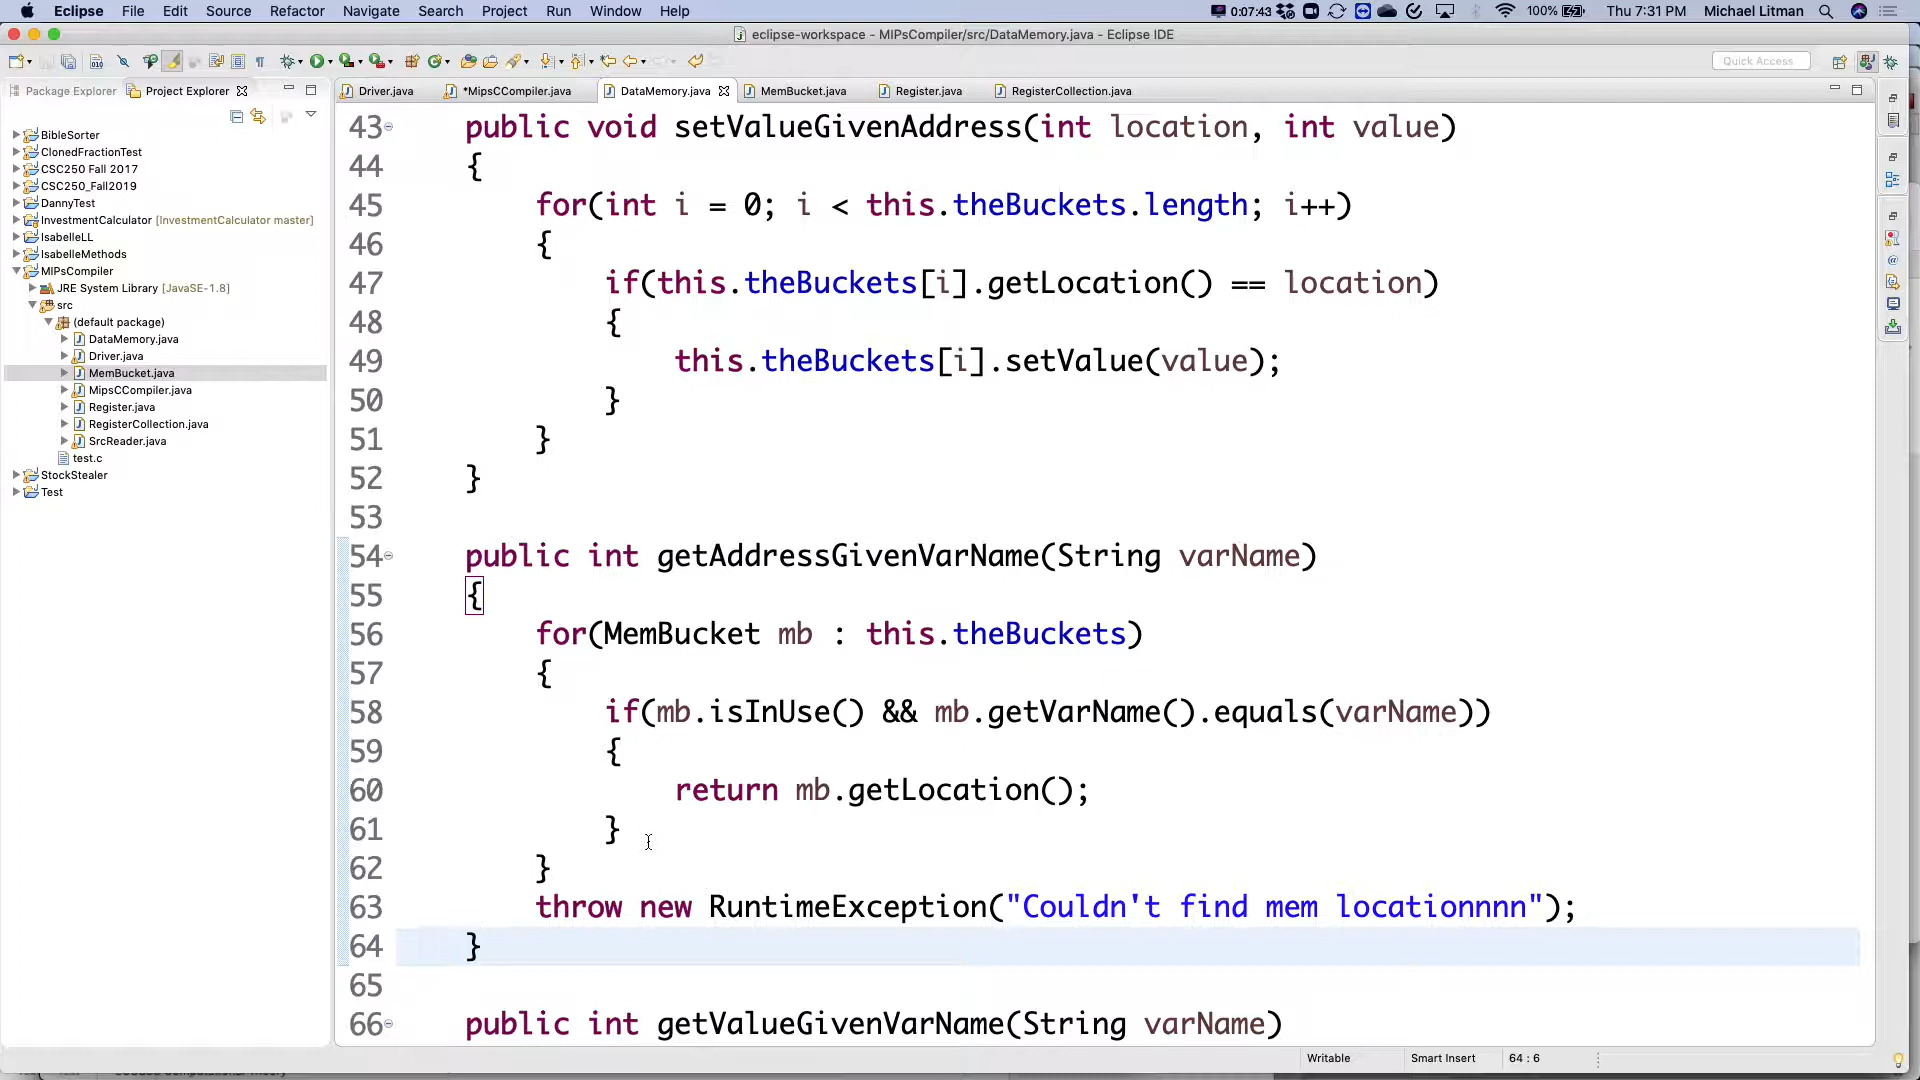 Eclipse File Edit Source Refactor Navigate Search Project Run Window Help 0:07:43 100% Thu 7:31 PM Michael Litman
eclipse-workspace - MIPsCompiler/src/DataMemory.java - Eclipse IDE
Quick Access
Package Explorer Project Explorer
Driver.java *MipsCCompiler.java DataMemory.java MemBucket.java Register.java RegisterCollection.java
BibleSorter
ClonedFractionTest
CSC250 Fall 2017
CSC250_Fall2019
DannyTest
InvestmentCalculator [InvestmentCalculator master]
IsabelleLL
IsabelleMethods
MIPsCompiler
JRE System Library [JavaSE-1.8]
src
(default package)
DataMemory.java
Driver.java
MemBucket.java
MipsCCompiler.java
Register.java
RegisterCollection.java
SrcReader.java
test.c
StockStealer
Test
43 public void setValueGivenAddress(int location, int value)
44 {
45 for(int i = 0; i < this.theBuckets.length; i++)
46 {
47 if(this.theBuckets[i].getLocation() == location)
48 {
49 this.theBuckets[i].setValue(value);
50 }
51 }
52 }
53
54 public int getAddressGivenVarName(String varName)
55 {
56 for(MemBucket mb : this.theBuckets)
57 {
58 if(mb.isInUse() && mb.getVarName().equals(varName))
59 {
60 return mb.getLocation();
61 }
62 }
63 throw new RuntimeException("Couldn't find mem locationnnn");
64 }
65
66 public int getValueGivenVarName(String varName)
Writable Smart Insert 64 : 6